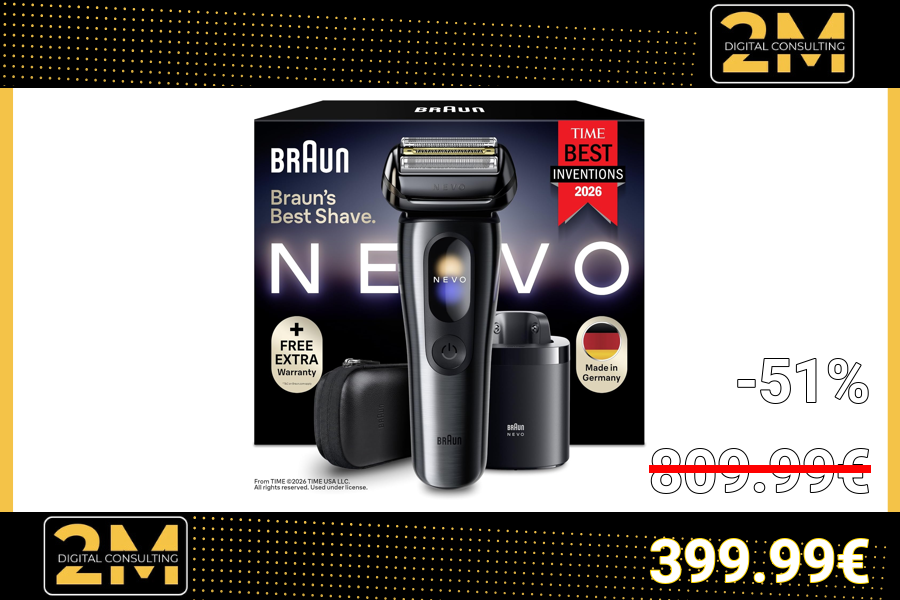 2M
DIGITAL CONSULTING
BRAUN
BRAUN
Braun's
Best Shave.
TIME
BEST
INVENTIONS
2026
NEVO
NEVO
NEVO
+
FREE
EXTRA
Warranty
Made in
Germany
BRAUN
BRAUN
NEVO
From TIME ©2026 TIME USA LLC.
All rights reserved. Used under license.
-51%
809.99€
2M
DIGITAL CONSULTING
399.99€